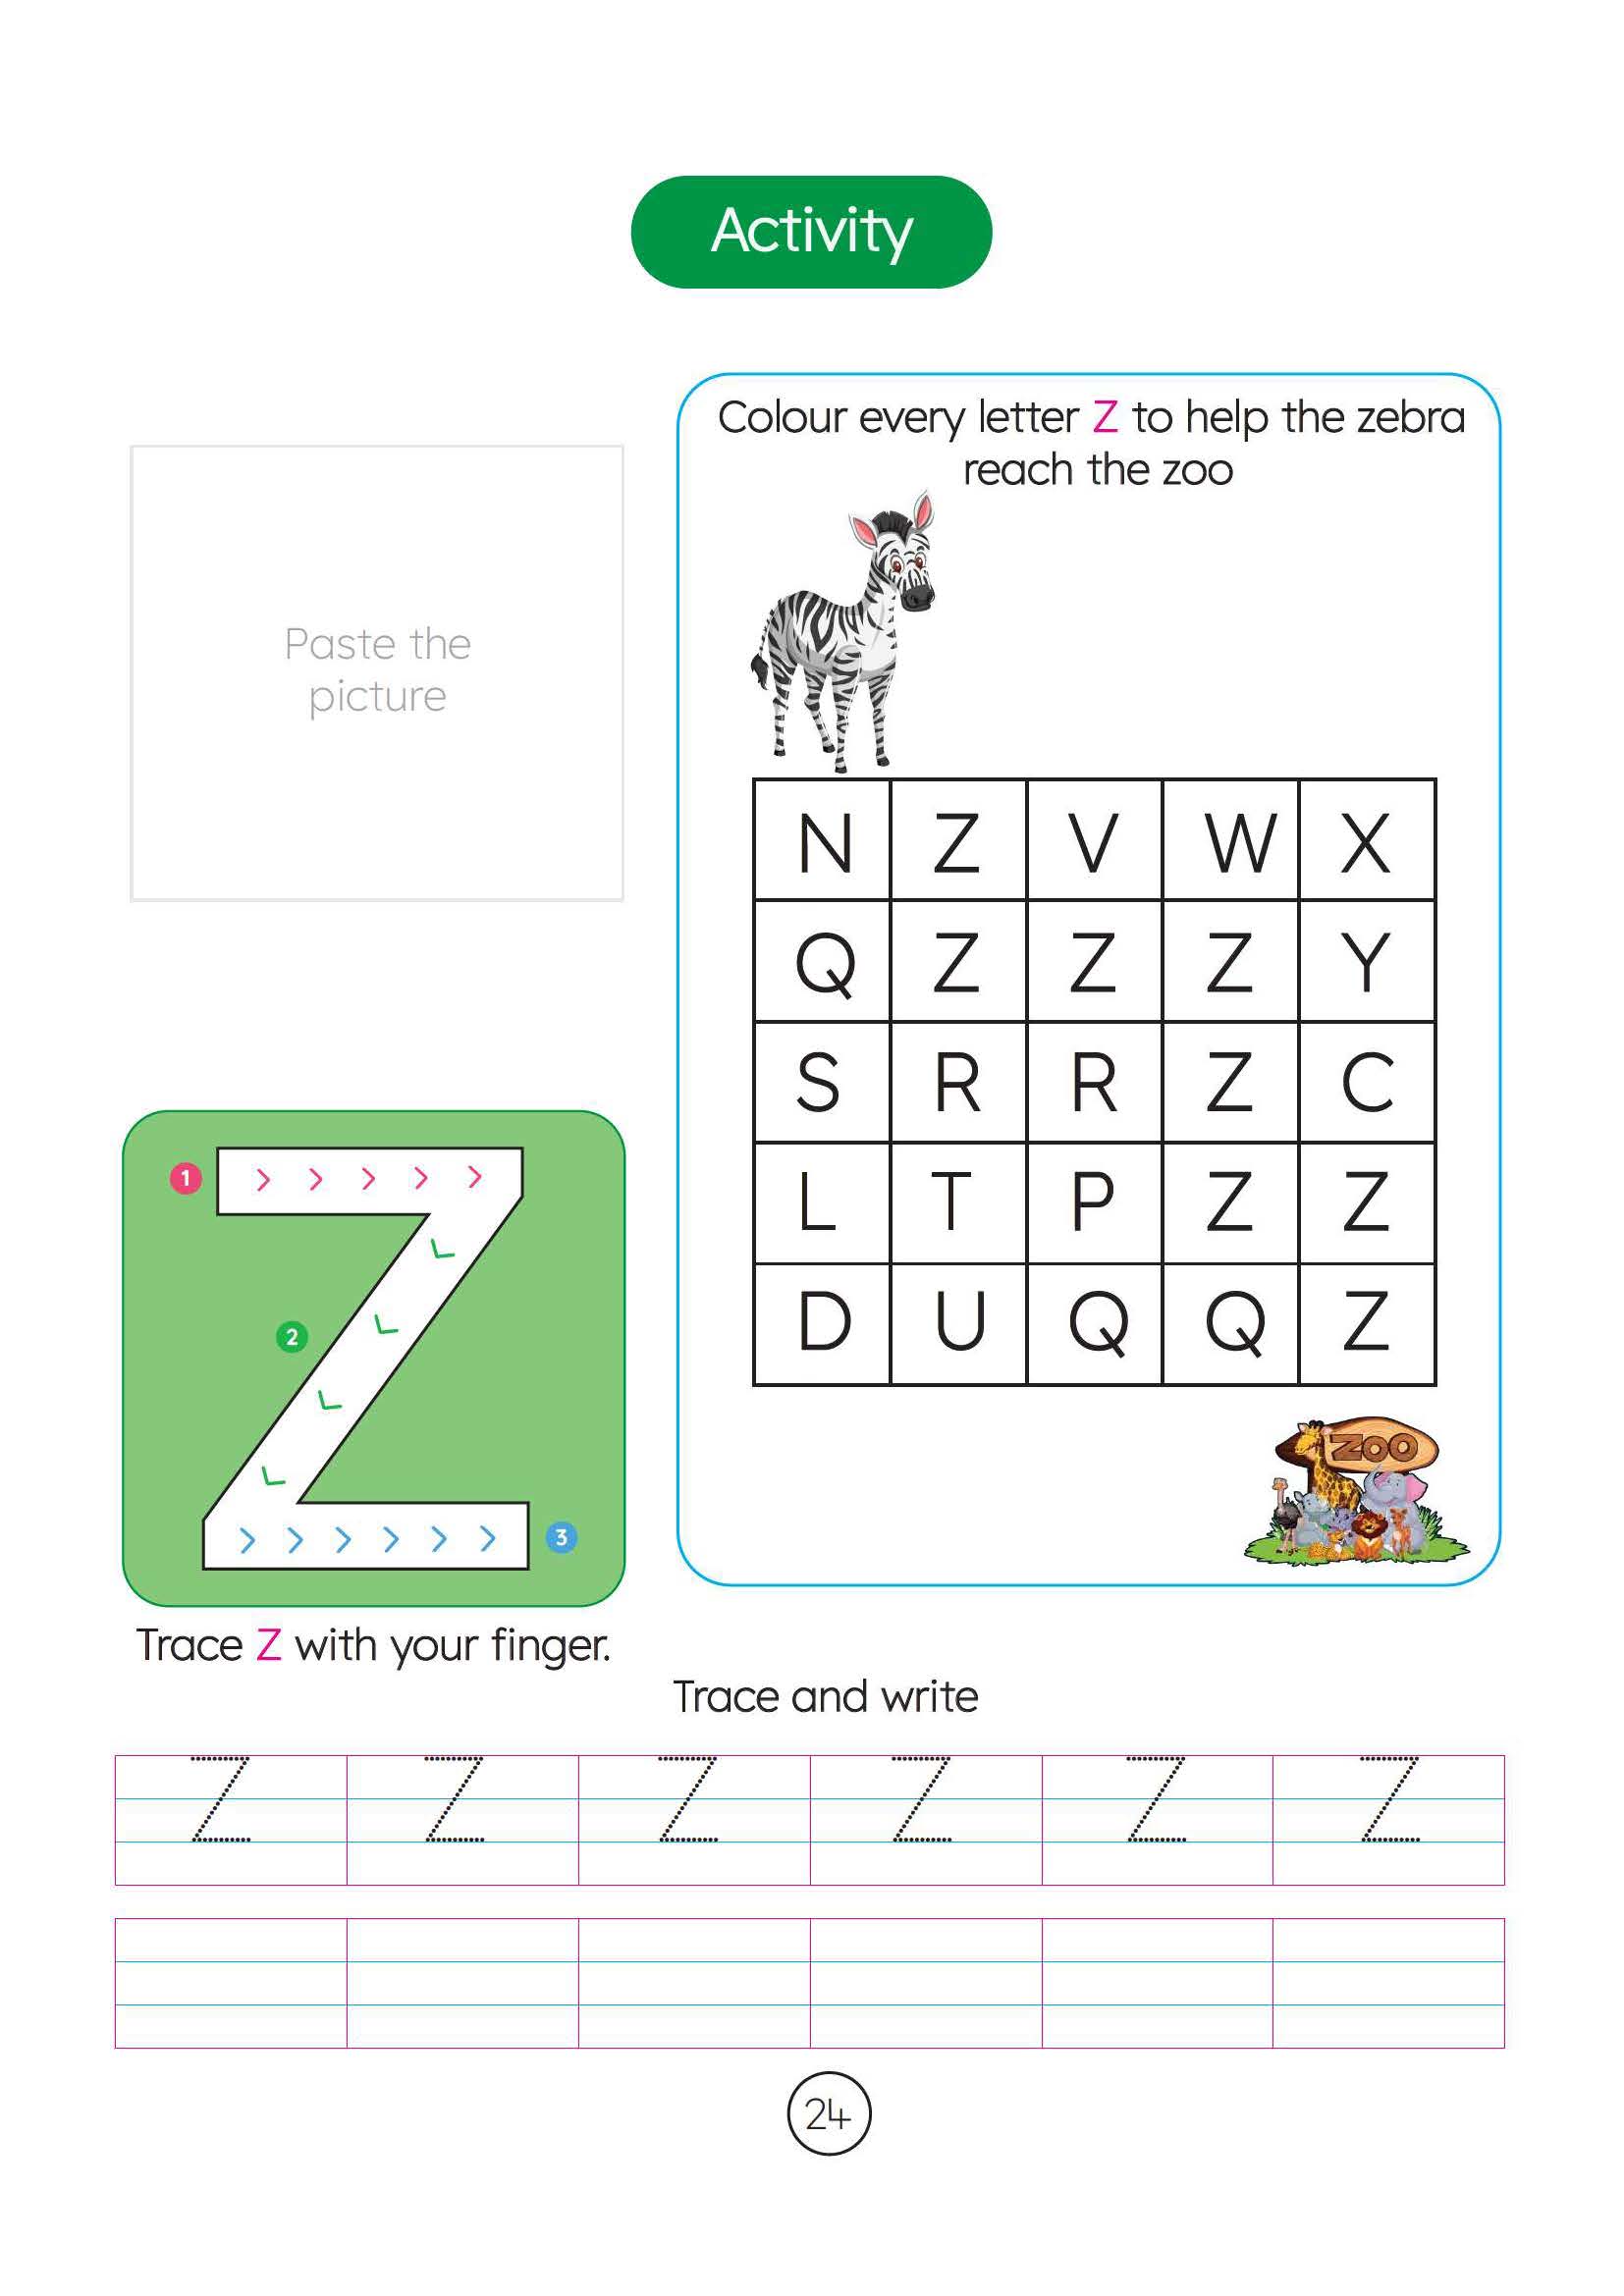 Activity
Paste the
picture
Colour every letter Z to help the zebra
reach the zoo
N Z V W X
Q Z Z Z Y
S R R Z C
L T P Z Z
D U Q Q Z
ZOO
1
2
3
Trace Z with your finger.
Trace and write
Z Z Z Z Z Z
24